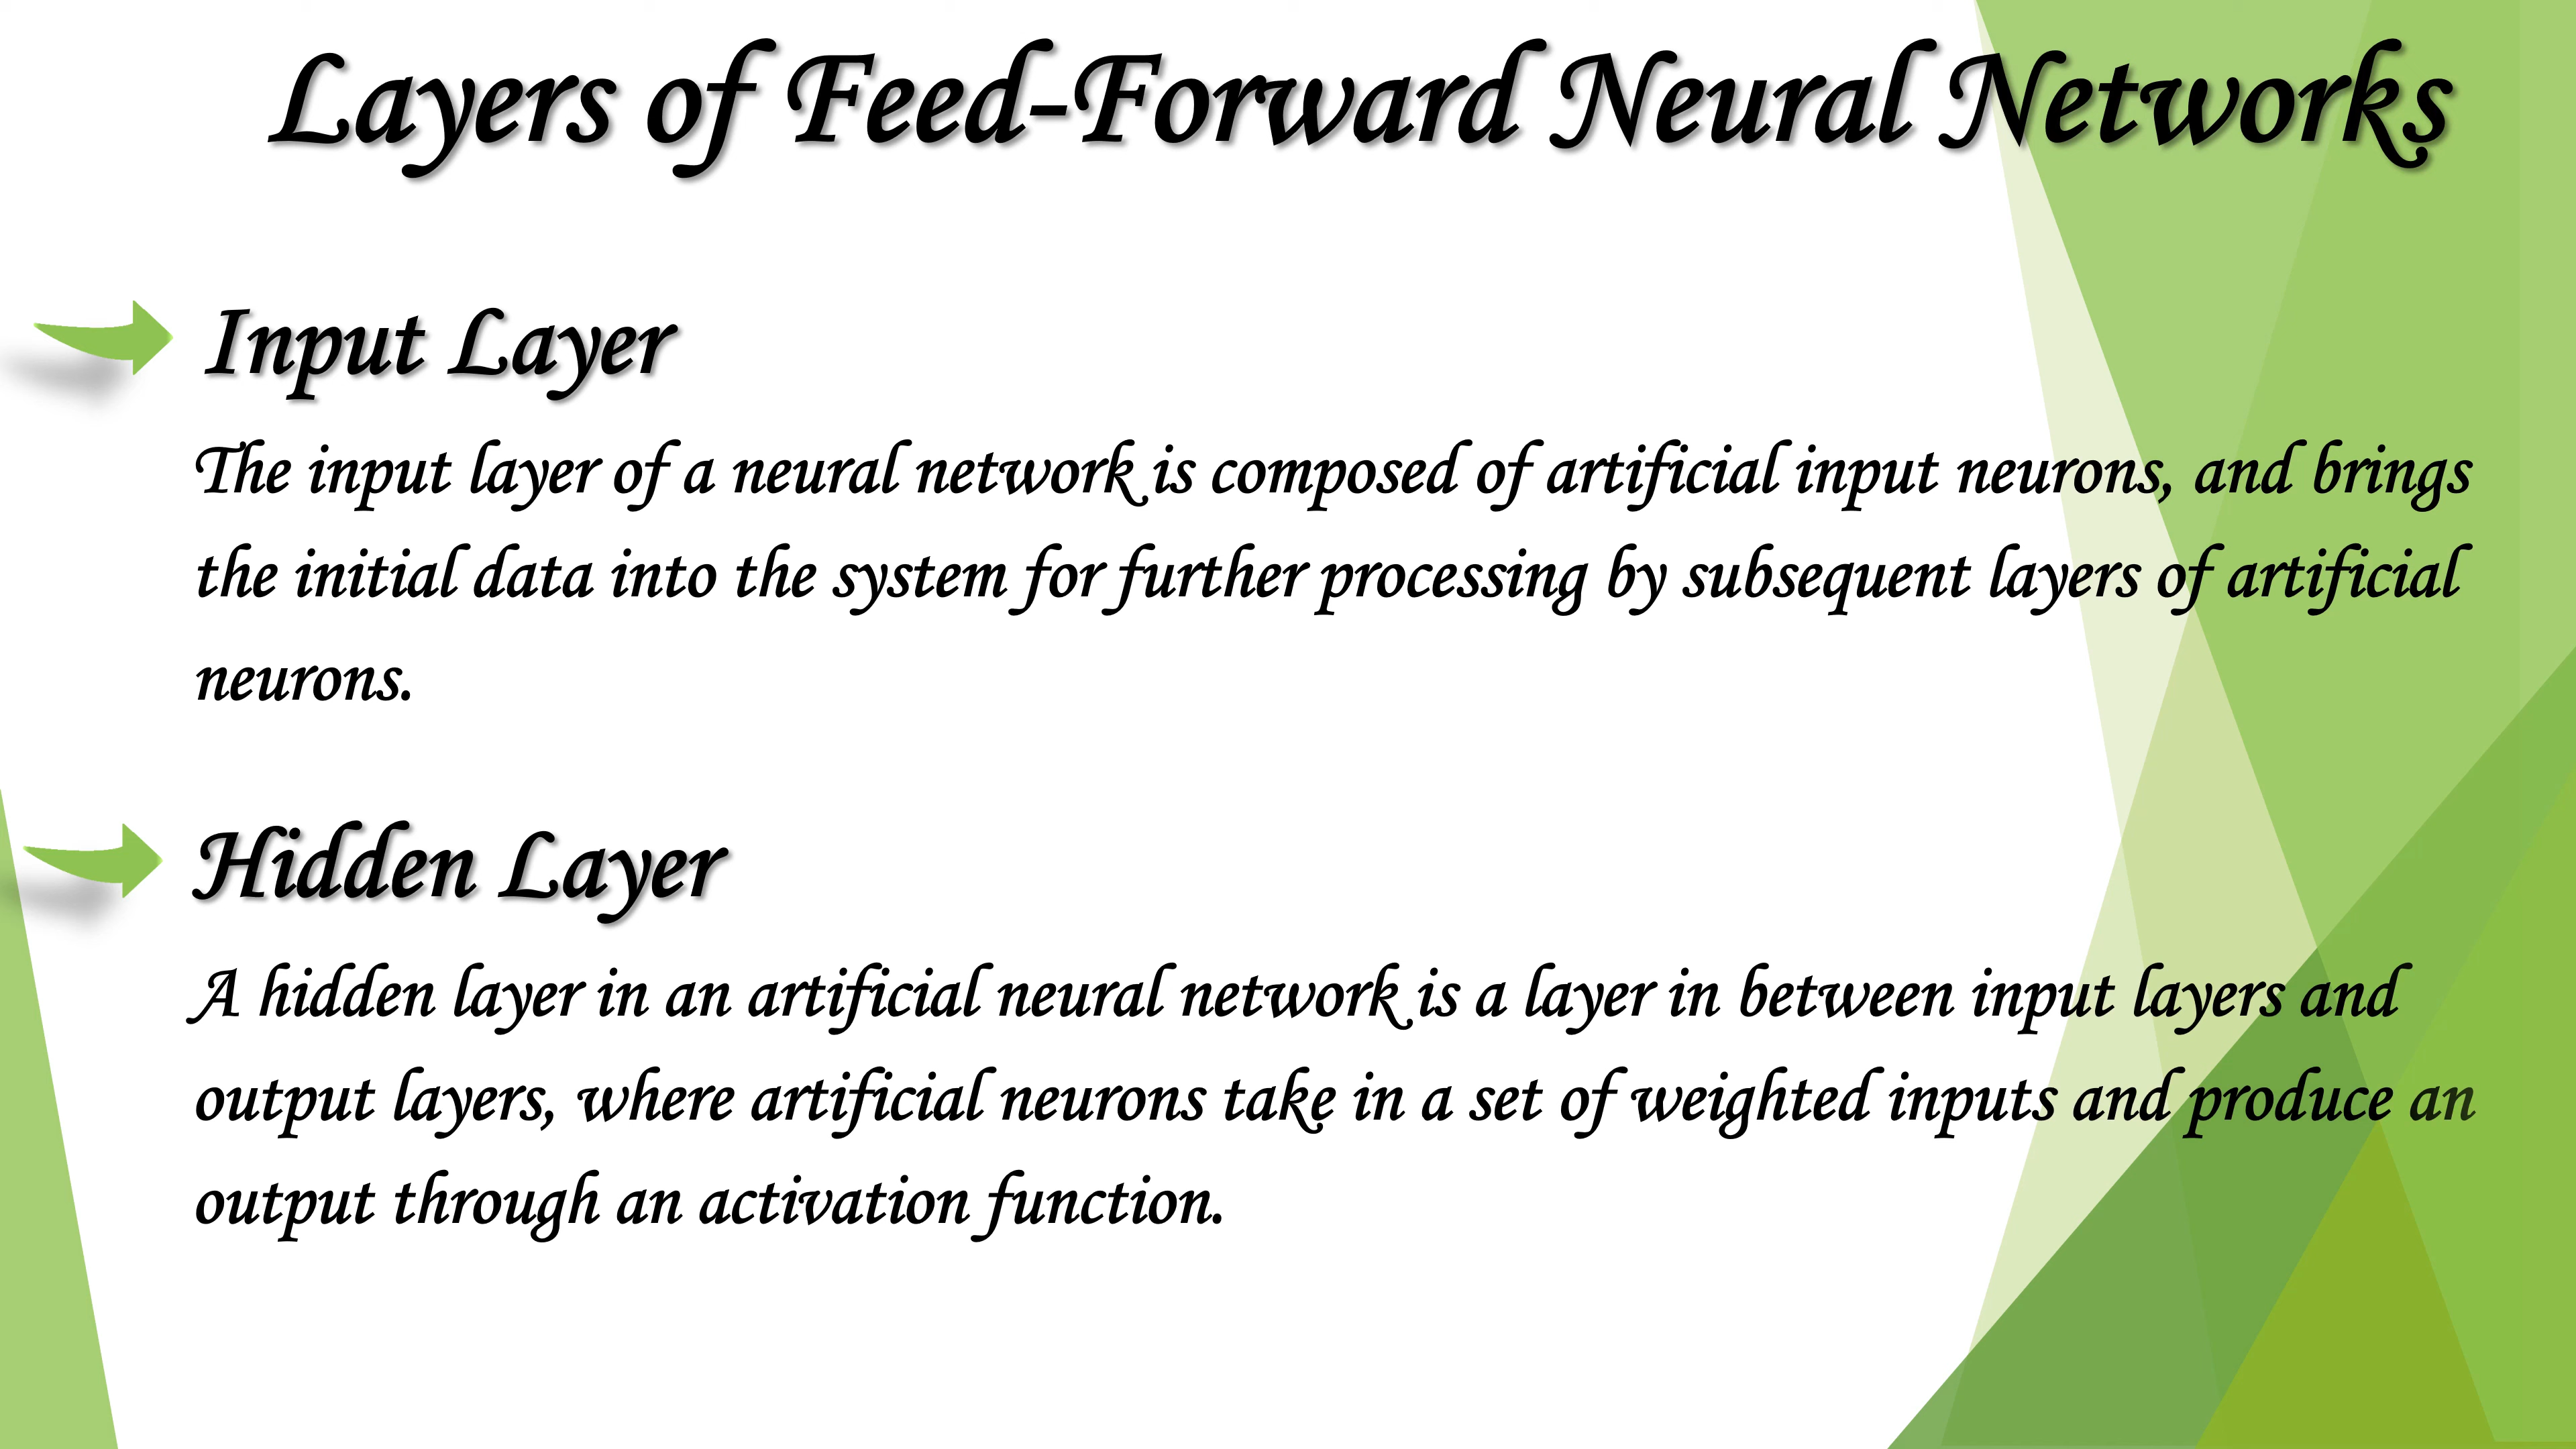 Layers of Feed-Forward Neural Networks
Input Layer
The input layer of a neural network is composed of artificial input neurons, and brings
the initial data into the system for further processing by subsequent layers of artificial
neurons.
Hidden Layer
A hidden layer in an artificial neural network is a layer in between input layers and
output layers, where artificial neurons take in a set of weighted inputs and produce an
output through an activation function.